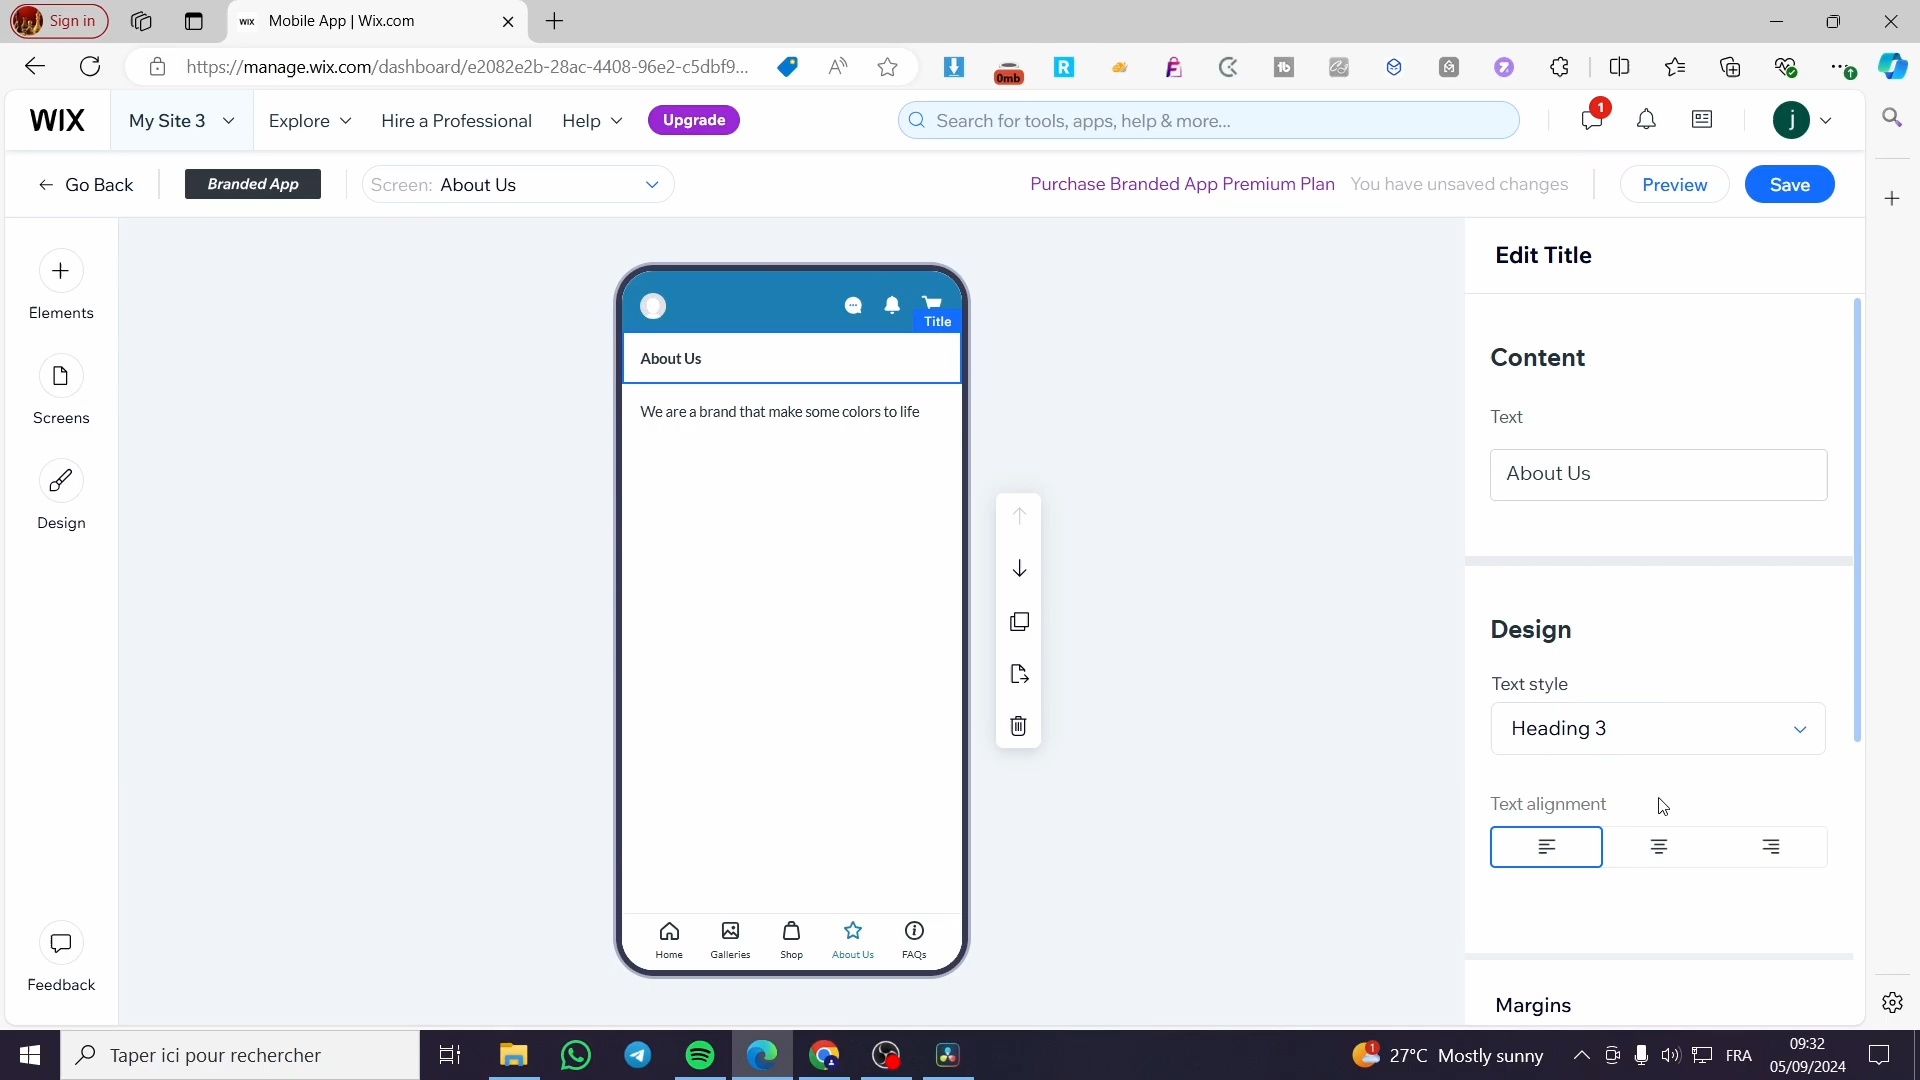 Sign in
WIX
Mobile App | Wix.com
https://manage.wix.com/dashboard/e2082e2b-28ac-4408-96e2-c5dbf9...
0mb
R
tb
WIX
My Site 3
Explore
Hire a Professional
Help
Upgrade
Search for tools, apps, help & more...
1
j
Go Back
Branded App
Screen: About Us
Purchase Branded App Premium Plan
You have unsaved changes
Preview
Save
Elements
Screens
Design
Feedback
Title
About Us
We are a brand that make some colors to life
Home
Galleries
Shop
About Us
FAQs
Edit Title
Content
Text
About Us
Design
Text style
Heading 3
Text alignment
Margins
Taper ici pour rechercher
1
27°C Mostly sunny
FRA
09:32
05/09/2024